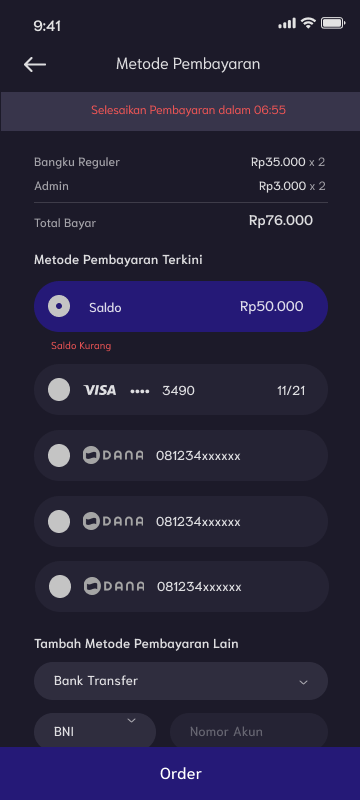 9:41
Metode Pembayaran
Selesaikan Pembayaran dalam 06:55
Bangku Reguler Rp35.000 x 2
Admin Rp3.000 x 2
Total Bayar Rp76.000
Metode Pembayaran Terkini
Saldo Rp50.000
Saldo Kurang
VISA •••• 3490 11/21
DANA 081234xxxxxx
DANA 081234xxxxxx
DANA 081234xxxxxx
Tambah Metode Pembayaran Lain
Bank Transfer
BNI Nomor Akun
Order